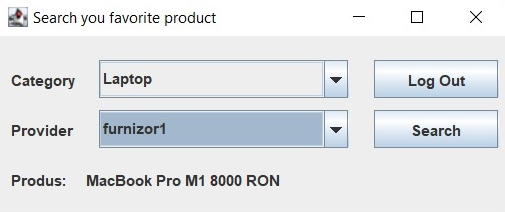 Search you favorite product
Category Laptop Log Out
Provider furnizor1 Search
Produs: MacBook Pro M1 8000 RON